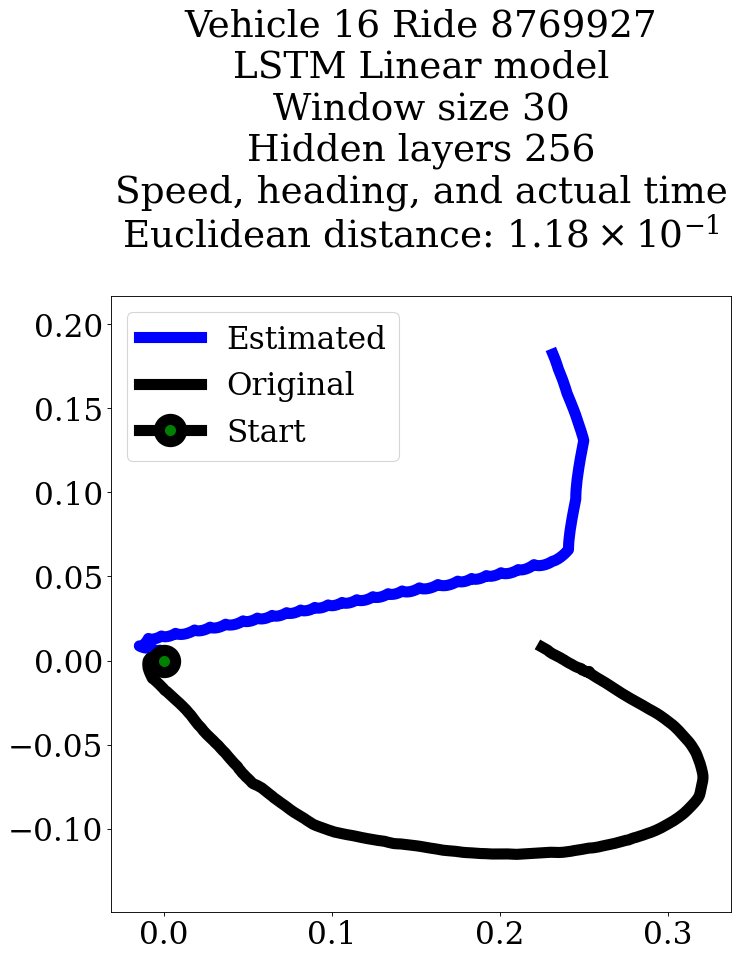 Vehicle 16 Ride 8769927
LSTM Linear model
Window size 30
Hidden layers 256
Speed, heading, and actual time
Euclidean distance: 1.18 × 10⁻¹
Estimated
Original
Start
0.20
0.15
0.10
0.05
0.00
−0.05
−0.10
0.0 0.1 0.2 0.3